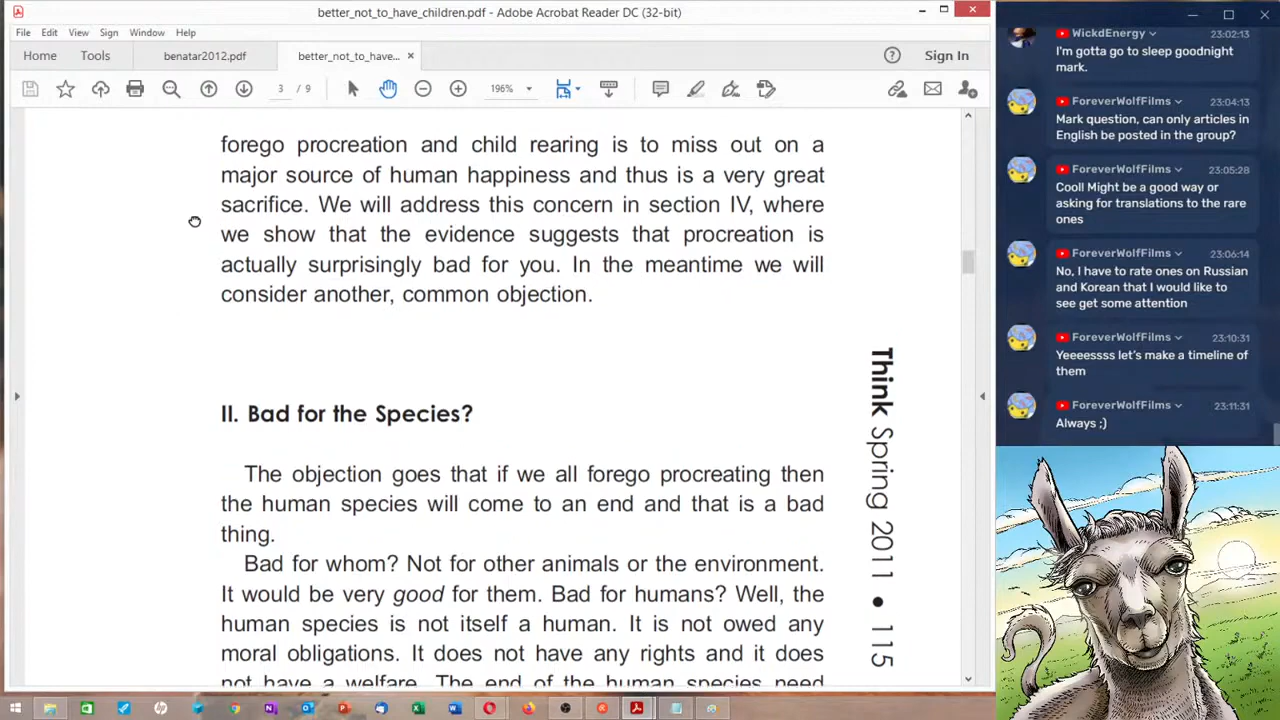 better_not_to_have_children.pdf - Adobe Acrobat Reader DC (32-bit)
File Edit View Sign Window Help
Home Tools benatar2012.pdf better_not_to_have... Sign In
3 / 9 196%
forego procreation and child rearing is to miss out on a
major source of human happiness and thus is a very great
sacrifice. We will address this concern in section IV, where
we show that the evidence suggests that procreation is
actually surprisingly bad for you. In the meantime we will
consider another, common objection.
II. Bad for the Species?
The objection goes that if we all forego procreating then
the human species will come to an end and that is a bad
thing.
Bad for whom? Not for other animals or the environment.
It would be very good for them. Bad for humans? Well, the
human species is not itself a human. It is not owed any
moral obligations. It does not have any rights and it does
not have a welfare. The end of the human species need
Think Spring 2011 • 115
WickdEnergy 23:02:13
I'm gotta go to sleep goodnight
mark.
ForeverWolfFilms 23:04:13
Mark question, can only articles in
English be posted in the group?
ForeverWolfFilms 23:05:28
Cooll Might be a good way or
asking for translations to the rare
ones
ForeverWolfFilms 23:06:14
No, I have to rate ones on Russian
and Korean that I would like to
see get some attention
ForeverWolfFilms 23:10:31
Yeeeessss let's make a timeline of
them
ForeverWolfFilms 23:11:31
Always ;)